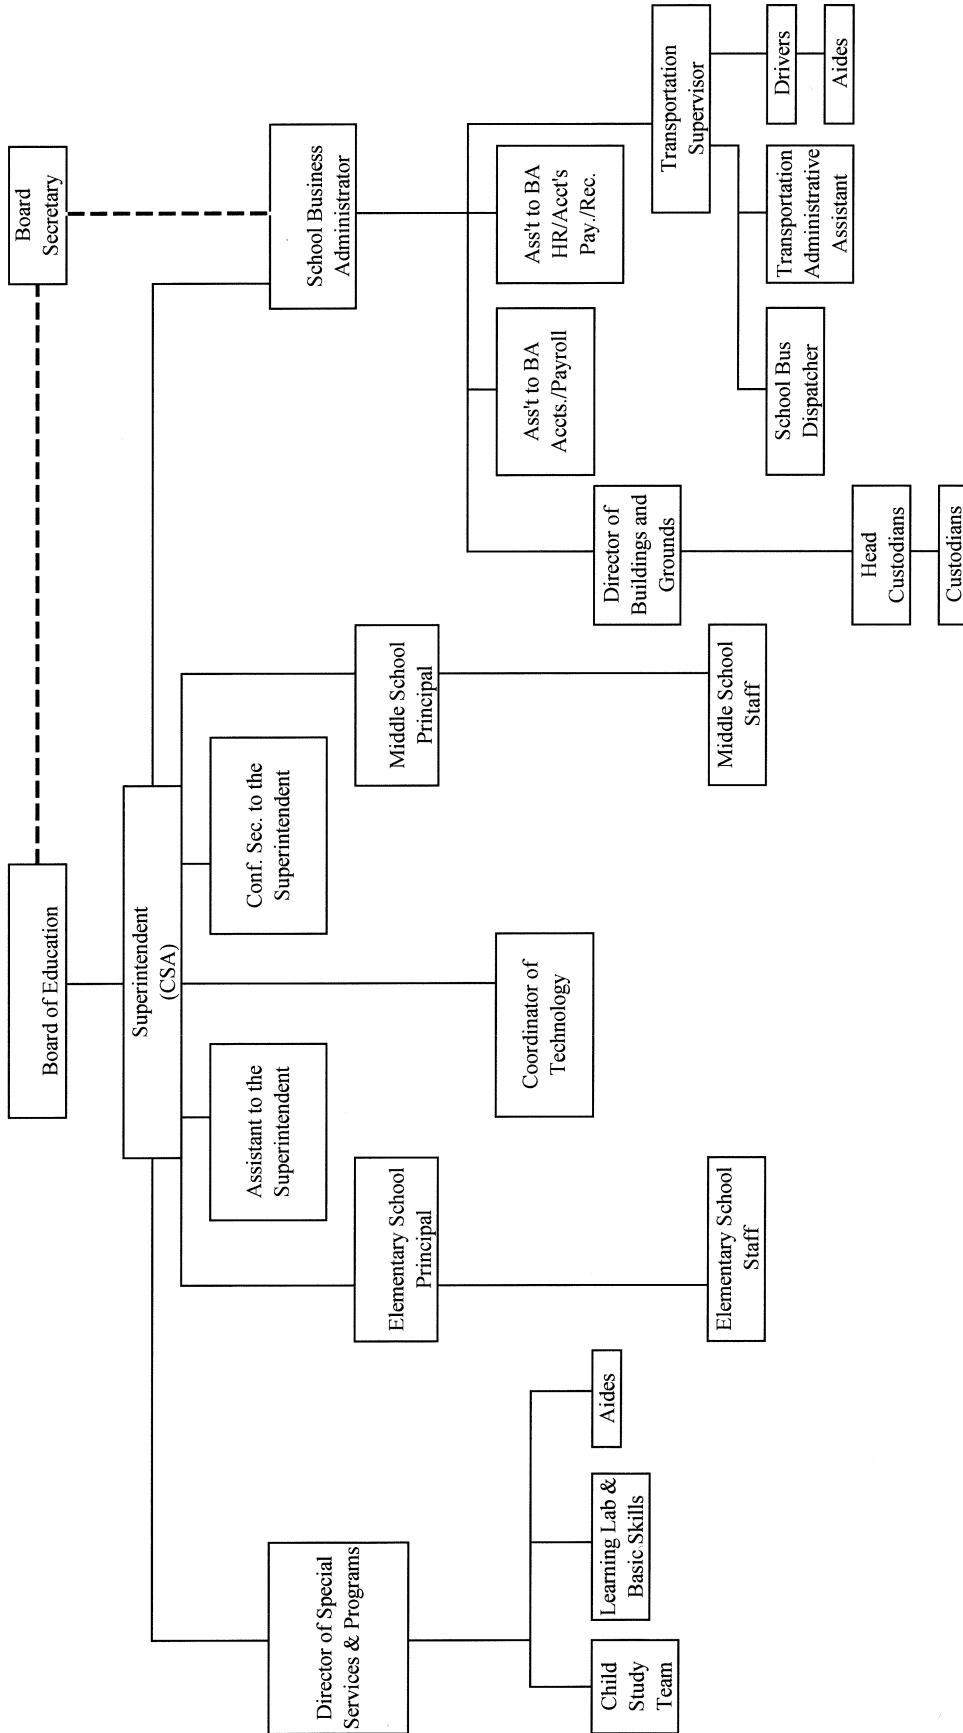 Board of Education
Board
Secretary
Superintendent
(CSA)
Director of Special
Services & Programs
School Business
Administrator
Assistant to the
Superintendent
Conf. Sec. to the
Superintendent
Elementary School
Principal
Middle School
Principal
Coordinator of
Technology
Ass't to BA
Accts./Payroll
Ass't to BA
HR/Acct's
Pay./Rec.
Child
Study
Team
Learning Lab &
Basic Skills
Aides
Director of
Buildings and
Grounds
Transportation
Supervisor
Elementary School
Staff
Middle School
Staff
School Bus
Dispatcher
Transportation
Administrative
Assistant
Drivers
Aides
Head
Custodians
Custodians